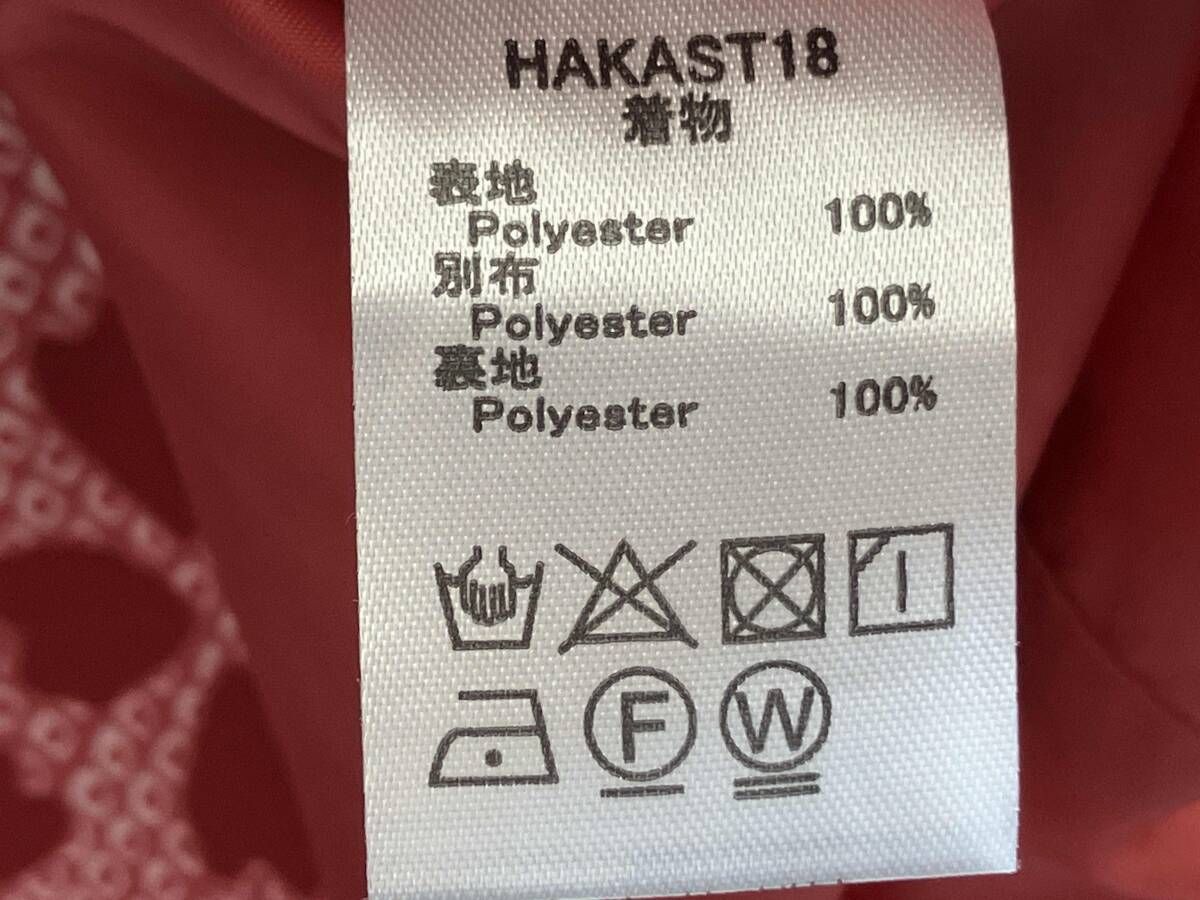 HAKAST18
着物
表地
Polyester 100%
別布
Polyester 100%
裏地
Polyester 100%
F W